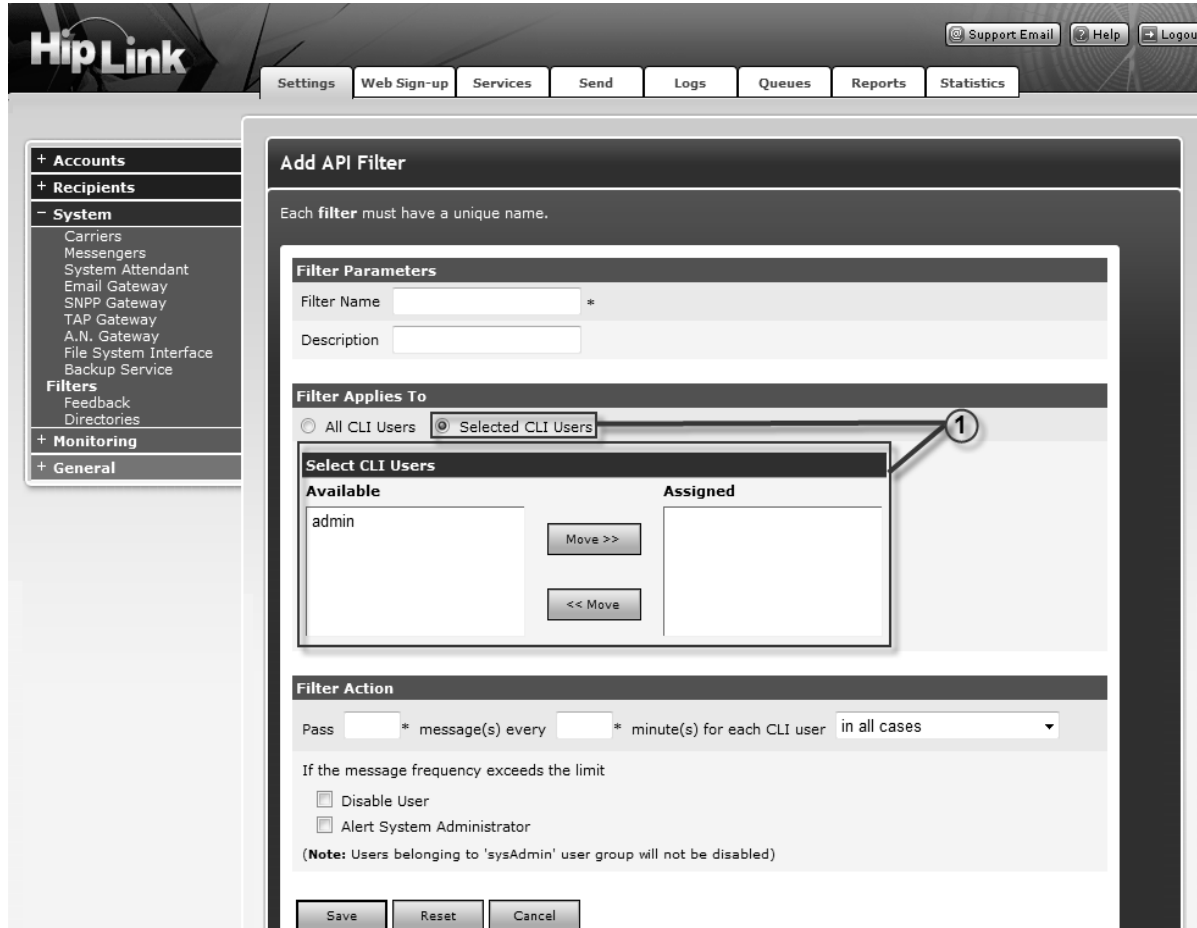 HipLink
Support Email
Help
Logou
Settings
Web Sign-up
Services
Send
Logs
Queues
Reports
Statistics
+ Accounts
+ Recipients
− System
Carriers
Messengers
System Attendant
Email Gateway
SNPP Gateway
TAP Gateway
A.N. Gateway
File System Interface
Backup Service
Filters
Feedback
Directories
+ Monitoring
+ General
Add API Filter
Each filter must have a unique name.
Filter Parameters
Filter Name *
Description
Filter Applies To
All CLI Users Selected CLI Users
1
Select CLI Users
Available Assigned
admin
Move >>
<< Move
Filter Action
Pass * message(s) every * minute(s) for each CLI user in all cases
If the message frequency exceeds the limit
Disable User
Alert System Administrator
(Note: Users belonging to 'sysAdmin' user group will not be disabled)
Save Reset Cancel